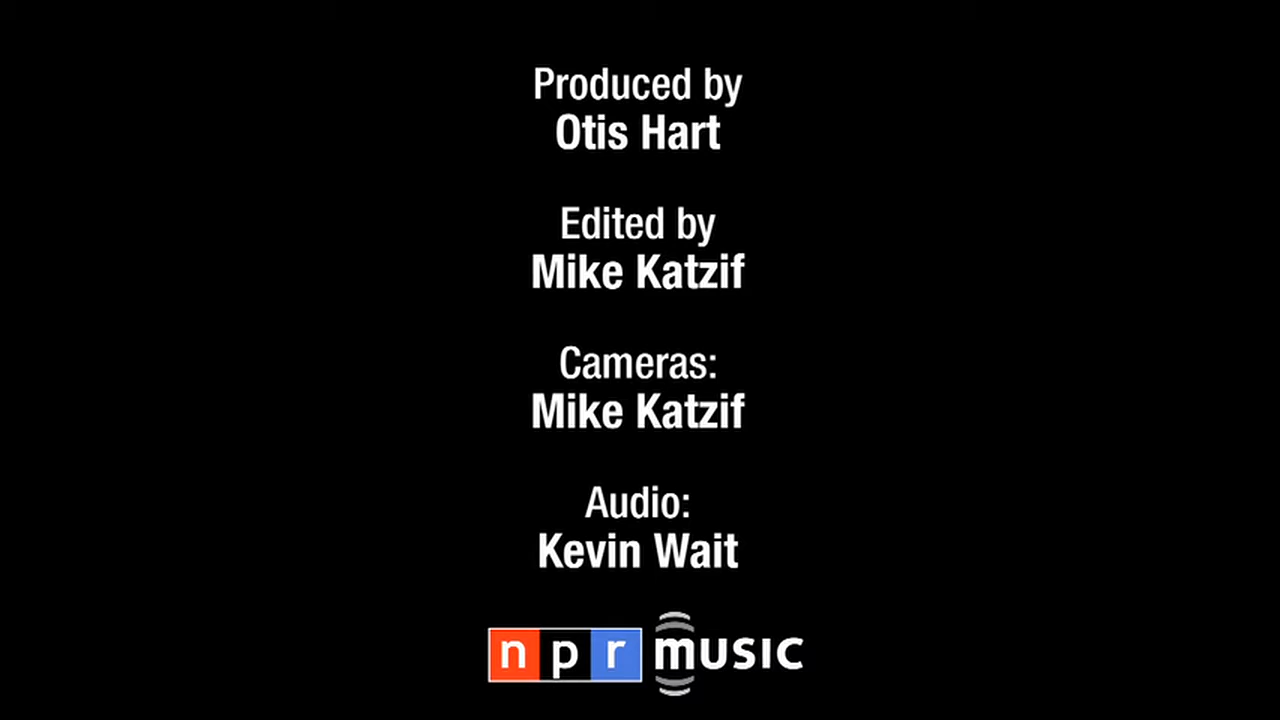 Produced by
Otis Hart
Edited by
Mike Katzif
Cameras:
Mike Katzif
Audio:
Kevin Wait
npr music